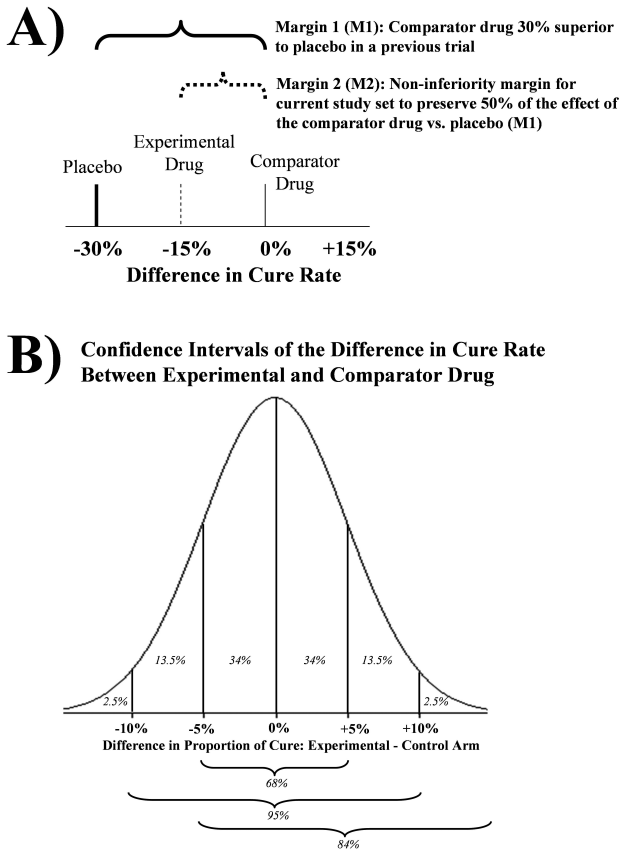 A)
Margin 1 (M1): Comparator drug 30% superior
to placebo in a previous trial
Margin 2 (M2): Non-inferiority margin for
current study set to preserve 50% of the effect of
the comparator drug vs. placebo (M1)
Placebo
Experimental
Drug
Comparator
Drug
-30% -15% 0% +15%
Difference in Cure Rate
B)
Confidence Intervals of the Difference in Cure Rate
Between Experimental and Comparator Drug
2.5% 13.5% 34% 34% 13.5% 2.5%
-10% -5% 0% +5% +10%
Difference in Proportion of Cure: Experimental - Control Arm
68%
95%
84%